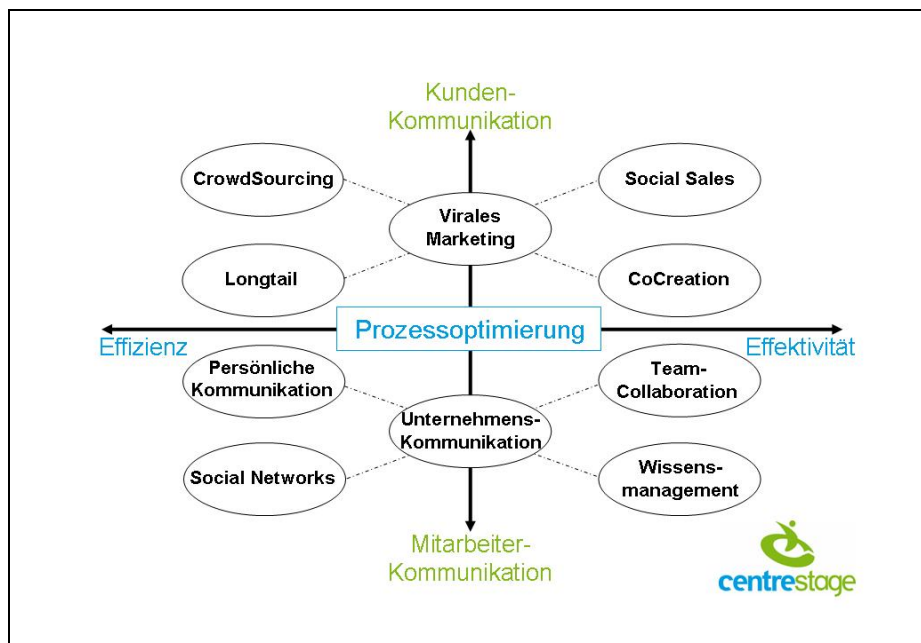 Kunden-
Kommunikation
CrowdSourcing
Social Sales
Virales
Marketing
Longtail
CoCreation
Prozessoptimierung
Effizienz
Effektivität
Persönliche
Kommunikation
Team-
Collaboration
Unternehmens-
Kommunikation
Social Networks
Wissens-
management
Mitarbeiter-
Kommunikation
centrestage